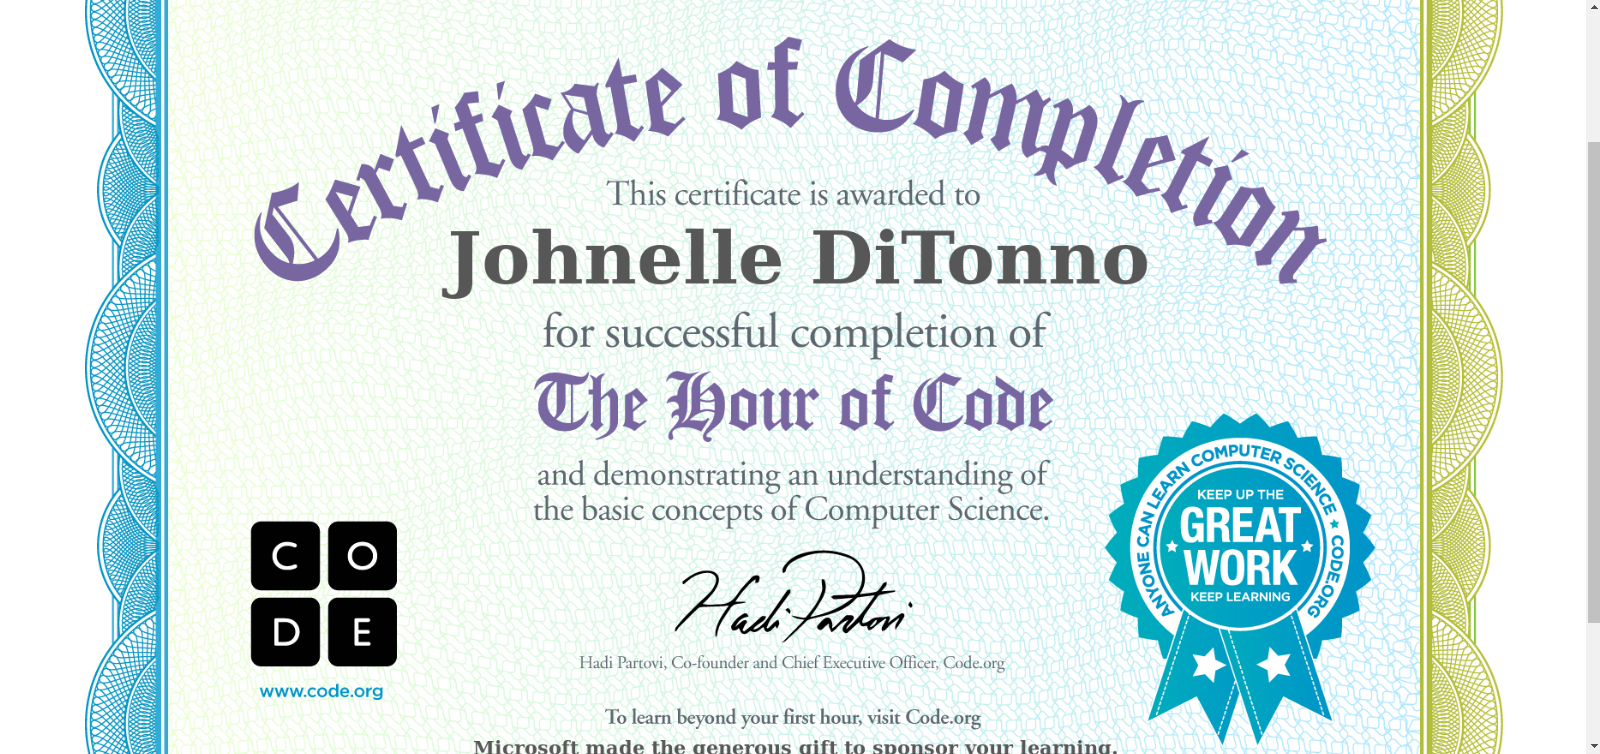 Certificate of Completion
This certificate is awarded to
Johnelle DiTonno
for successful completion of
The Hour of Code
and demonstrating an understanding of
the basic concepts of Computer Science.
C O
D E
www.code.org
Hadi Partovi
Hadi Partovi, Co-founder and Chief Executive Officer, Code.org
ANYONE CAN LEARN COMPUTER SCIENCE ★ CODE.ORG
KEEP UP THE
GREAT
WORK
KEEP LEARNING
To learn beyond your first hour, visit Code.org
Microsoft made the generous gift to sponsor your learning.